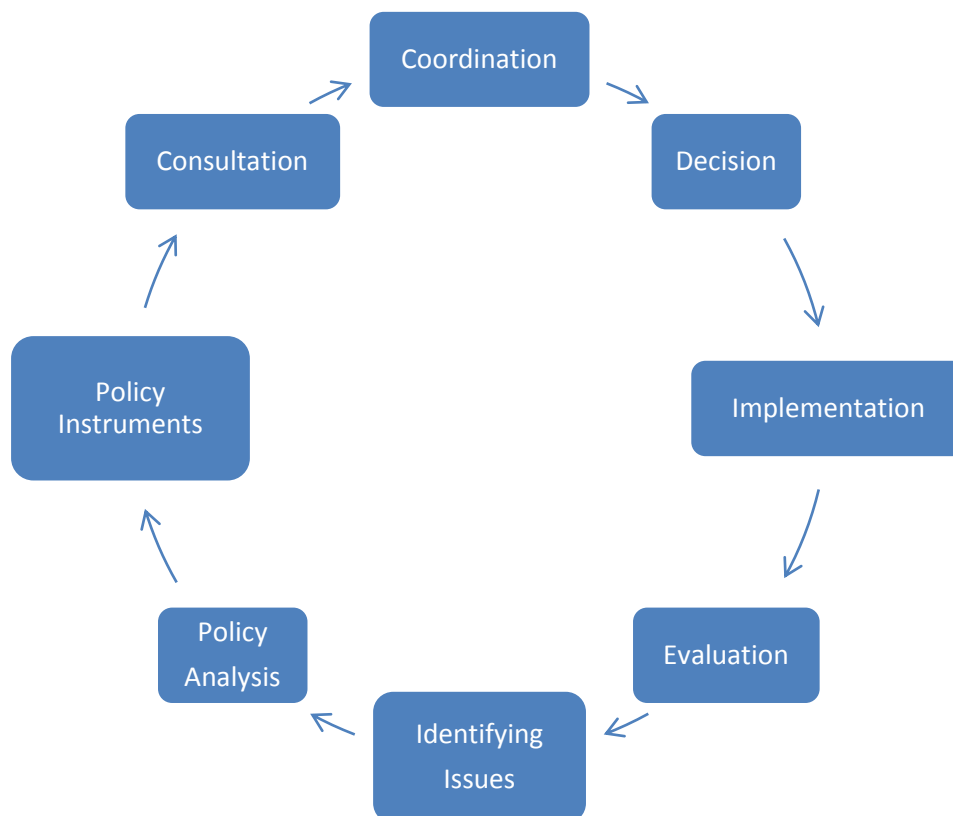 Coordination
Consultation
Decision
Policy
Instruments
Implementation
Policy
Analysis
Evaluation
Identifying
Issues